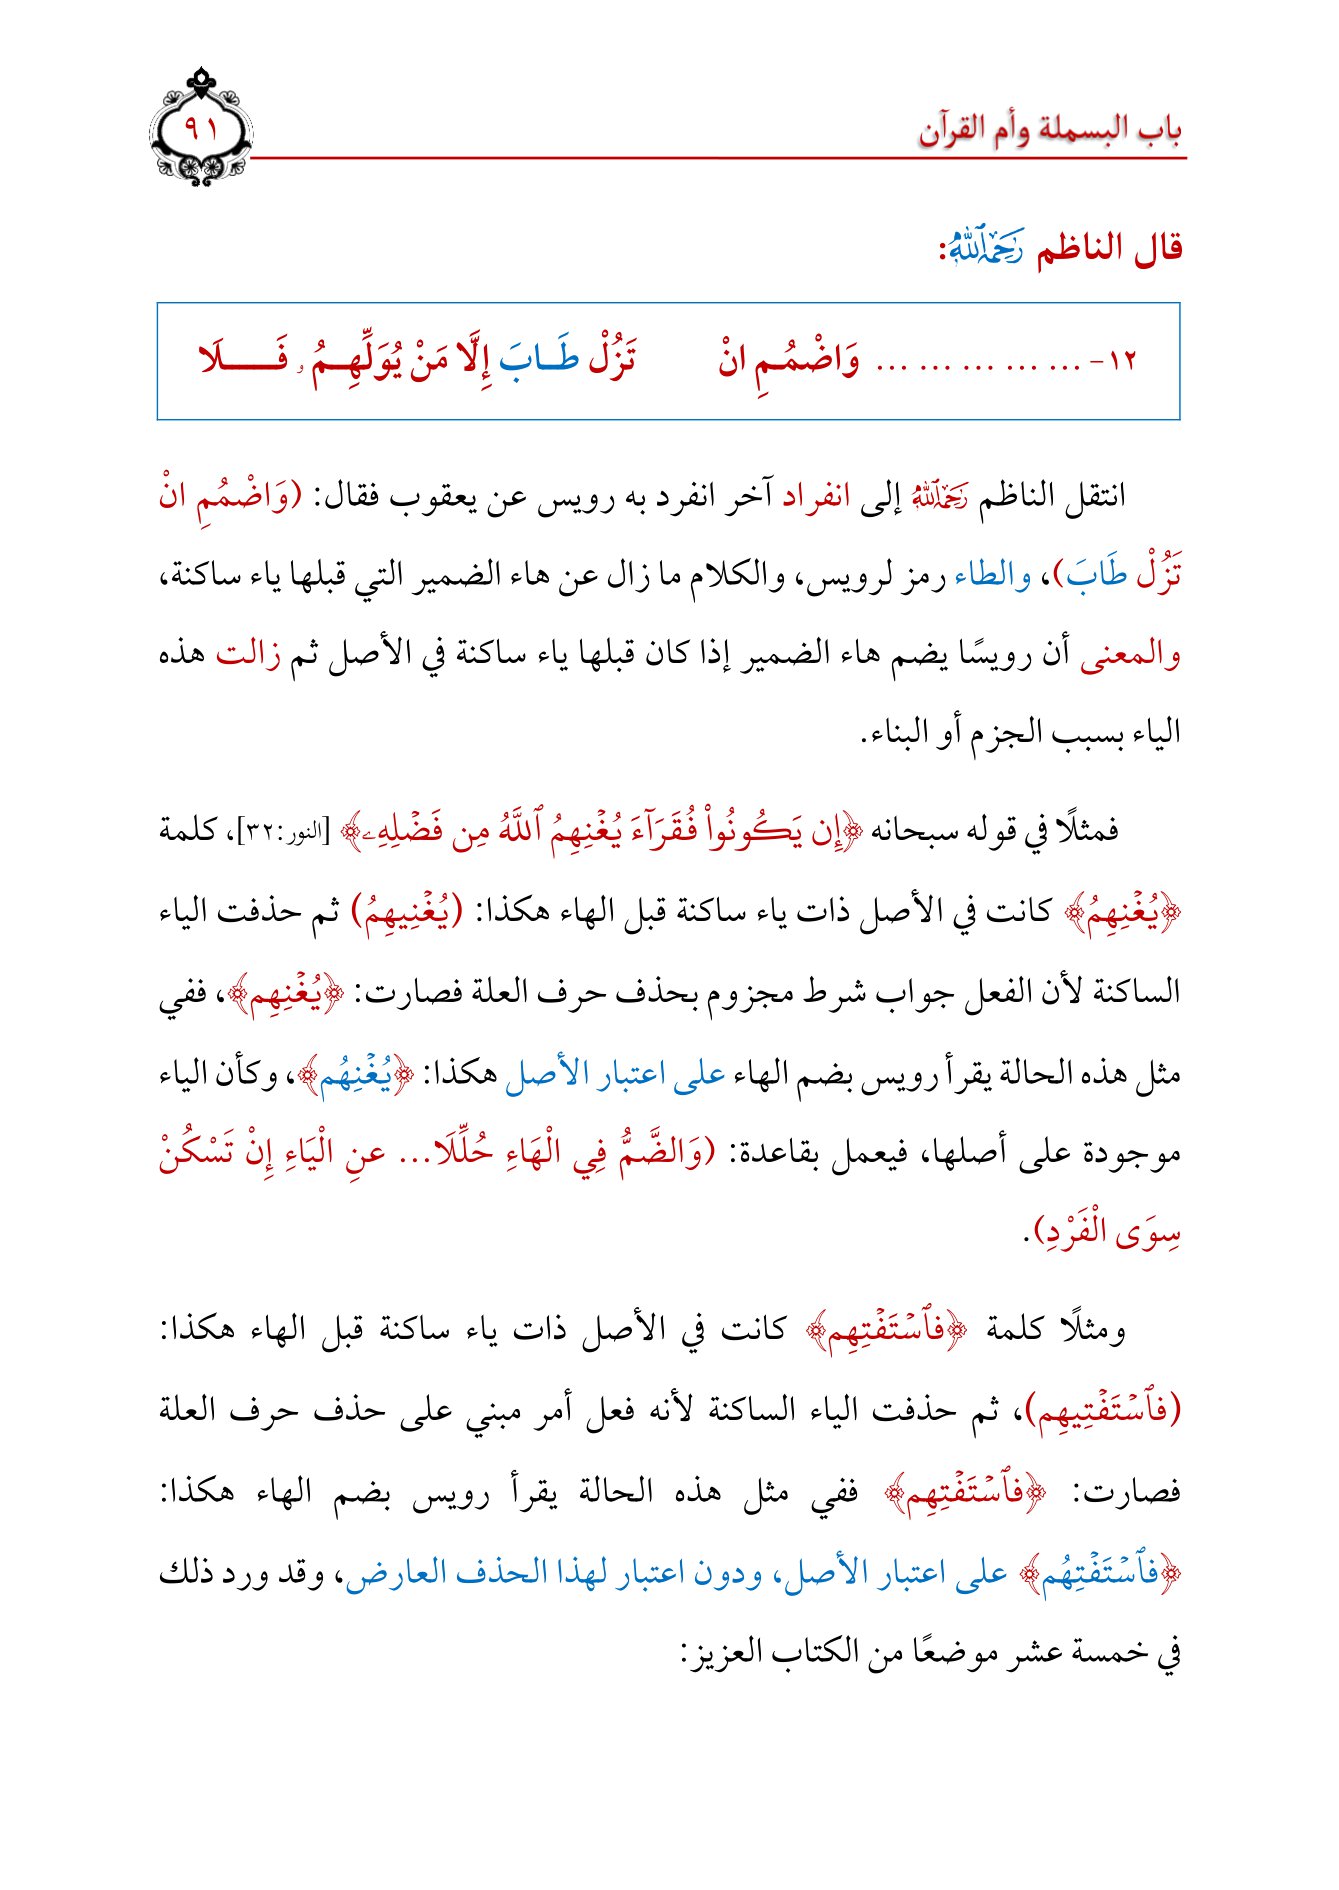 باب البسملة وأم القرآن
٩١
قال الناظم رَحِمَهُ ٱللَّهُ:
١٢- ... ... ... ... ... وَاضْمُمِ انْ تَزُلْ طَـابَ إِلَّا مَنْ يُوَلِّهِـمُۥ فَـــلَا
انتقل الناظم رَحِمَهُ ٱللَّهُ إلى انفراد آخر انفرد به رويس عن يعقوب فقال: (وَاضْمُمِ انْ
تَزُلْ طَابَ)، والطاء رمز لرويس، والكلام ما زال عن هاء الضمير التي قبلها ياء ساكنة،
والمعنى أن رويسًا يضم هاء الضمير إذا كان قبلها ياء ساكنة في الأصل ثم زالت هذه
الياء بسبب الجزم أو البناء.
فمثلًا في قوله سبحانه ﴿إِن يَكُونُواْ فُقَرَآءَ يُغْنِهِمُ ٱللَّهُ مِن فَضْلِهِۦ﴾ [النور:٣٢]، كلمة
﴿يُغْنِهِمُ﴾ كانت في الأصل ذات ياء ساكنة قبل الهاء هكذا: (يُغْنِيهِمُ) ثم حذفت الياء
الساكنة لأن الفعل جواب شرط مجزوم بحذف حرف العلة فصارت: ﴿يُغْنِهِم﴾، ففي
مثل هذه الحالة يقرأ رويس بضم الهاء على اعتبار الأصل هكذا: ﴿يُغْنِهُم﴾، وكأن الياء
موجودة على أصلها، فيعمل بقاعدة: (وَالضَّمُّ فِي الْهَاءِ حُلِّلَا... عنِ الْيَاءِ إِنْ تَسْكُنْ
سِوَى الْفَرْدِ).
ومثلًا كلمة ﴿فَٱسْتَفْتِهِم﴾ كانت في الأصل ذات ياء ساكنة قبل الهاء هكذا:
(فَٱسْتَفْتِيهِم)، ثم حذفت الياء الساكنة لأنه فعل أمر مبني على حذف حرف العلة
فصارت: ﴿فَٱسْتَفْتِهِم﴾ ففي مثل هذه الحالة يقرأ رويس بضم الهاء هكذا:
﴿فَٱسْتَفْتِهُم﴾ على اعتبار الأصل، ودون اعتبار لهذا الحذف العارض، وقد ورد ذلك
في خمسة عشر موضعًا من الكتاب العزيز: